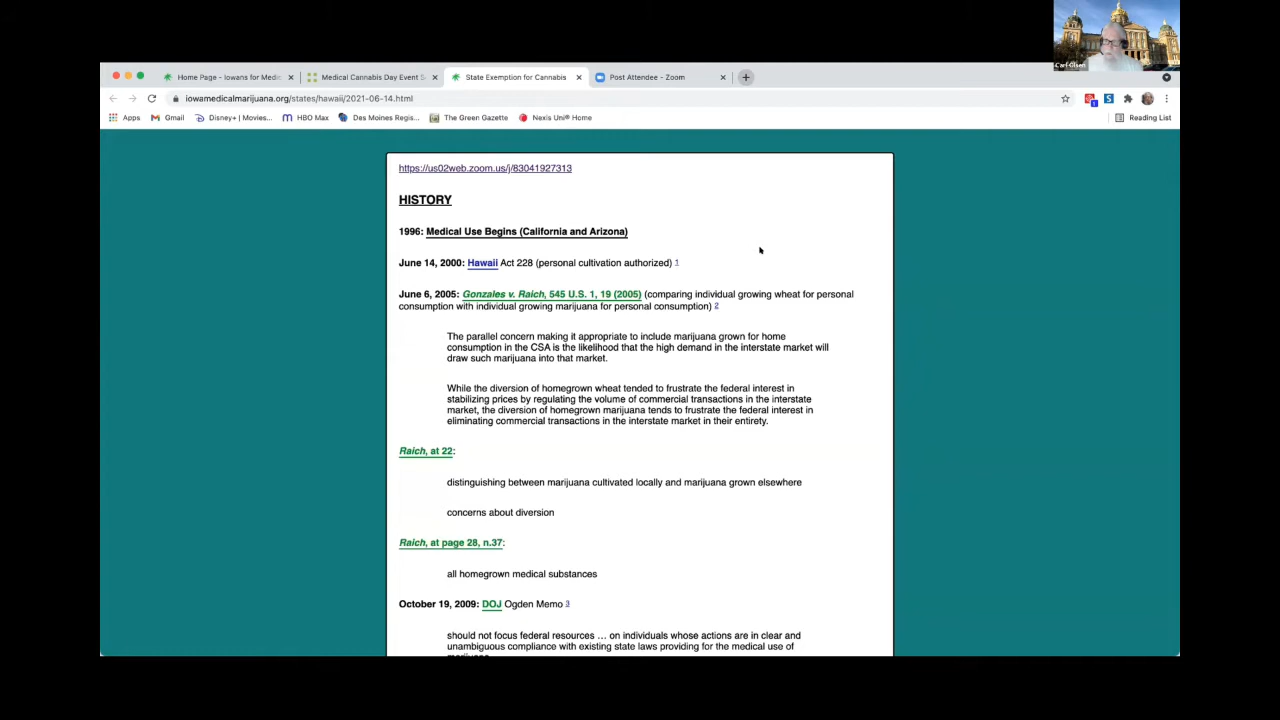 Carl Olsen
Home Page - Iowans for Medic
Medical Cannabis Day Event S
State Exemption for Cannabis
Post Attendee - Zoom
iowamedicalmarijuana.org/states/hawaii/2021-06-14.html
Apps
Gmail
Disney+ | Movies...
HBO Max
Des Moines Regis...
The Green Gazette
Nexis Uni® Home
Reading List
https://us02web.zoom.us/j/83041927313
HISTORY
1996: Medical Use Begins (California and Arizona)
June 14, 2000: Hawaii Act 228 (personal cultivation authorized) 1
June 6, 2005: Gonzales v. Raich, 545 U.S. 1, 19 (2005) (comparing individual growing wheat for personal
consumption with individual growing marijuana for personal consumption) 2
The parallel concern making it appropriate to include marijuana grown for home
consumption in the CSA is the likelihood that the high demand in the interstate market will
draw such marijuana into that market.
While the diversion of homegrown wheat tended to frustrate the federal interest in
stabilizing prices by regulating the volume of commercial transactions in the interstate
market, the diversion of homegrown marijuana tends to frustrate the federal interest in
eliminating commercial transactions in the interstate market in their entirety.
Raich, at 22:
distinguishing between marijuana cultivated locally and marijuana grown elsewhere
concerns about diversion
Raich, at page 28, n.37:
all homegrown medical substances
October 19, 2009: DOJ Ogden Memo 3
should not focus federal resources … on individuals whose actions are in clear and
unambiguous compliance with existing state laws providing for the medical use of
marijuana